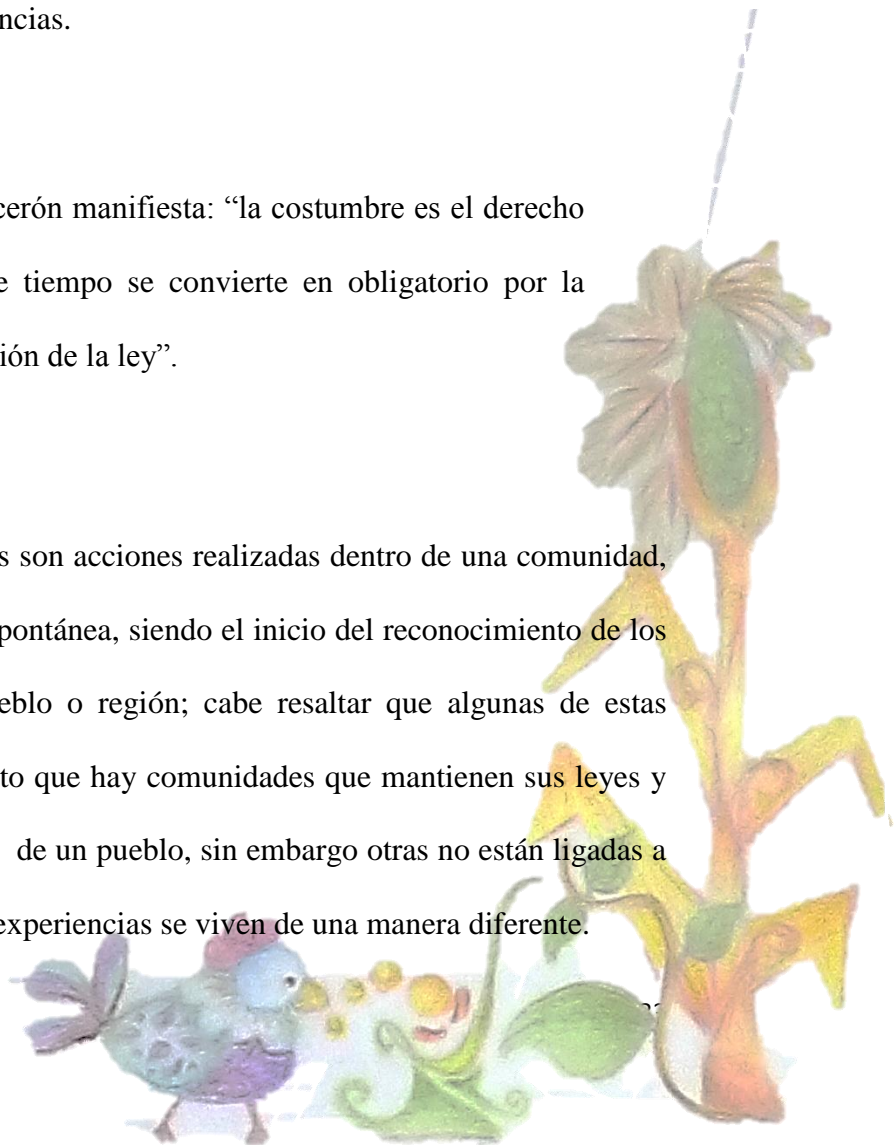 ncias.
cerón manifiesta: “la costumbre es el derecho
e tiempo se convierte en obligatorio por la
ión de la ley”.
s son acciones realizadas dentro de una comunidad,
pontánea, siendo el inicio del reconocimiento de los
eblo o región; cabe resaltar que algunas de estas
to que hay comunidades que mantienen sus leyes y
de un pueblo, sin embargo otras no están ligadas a
experiencias se viven de una manera diferente.